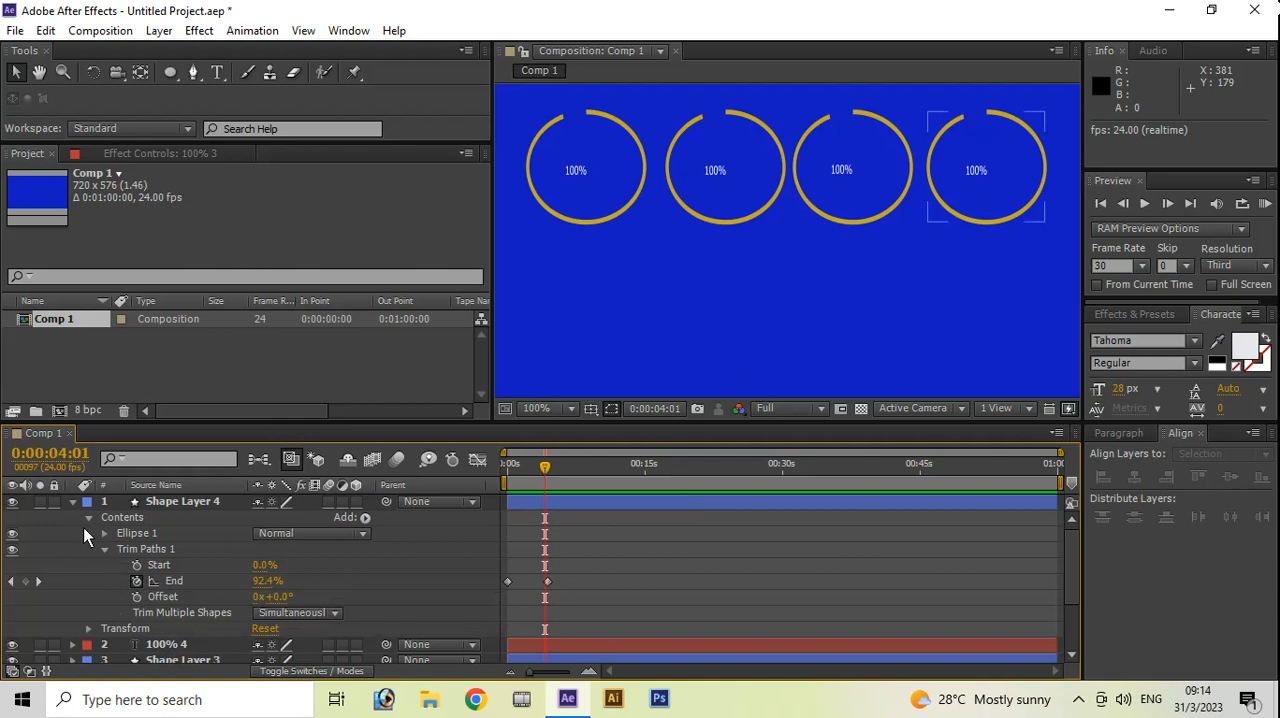 Adobe After Effects - Untitled Project.aep *
File Edit Composition Layer Effect Animation View Window Help
Tools
Workspace: Standard Search Help
Project Effect Controls: 100% 3
Comp 1
720 x 576 (1.46)
Δ 0:01:00:00, 24.00 fps
Name Type Size Frame R... In Point Out Point Tape Nam
Comp 1 Composition 24 0:00:00:00 0:01:00:00
8 bpc
Composition: Comp 1
Comp 1
100% 100% 100% 100%
100% 0:00:04:01 Full Active Camera 1 View
Info Audio
R :
G :
B :
A : 0
X : 381
Y : 179
fps: 24.00 (realtime)
Preview
RAM Preview Options
Frame Rate Skip Resolution
30 0 Third
From Current Time Full Screen
Effects & Presets Characte
Tahoma
Regular
28 px Auto
Metrics 0
Paragraph Align
Align Layers to: Selection
Distribute Layers:
Comp 1
0:00:04:01
00097 (24.00 fps)
# Source Name Parent
:00s 00:15s 00:30s 00:45s 01:00
1 Shape Layer 4 None
Contents Add:
Ellipse 1 Normal
Trim Paths 1
Start 0.0%
End 92.4%
Offset 0x+0.0°
Trim Multiple Shapes Simultaneousl
Transform Reset
2 T 100% 4 None
3 Shape Layer 3 None
Toggle Switches / Modes
Type here to search
Ae Ai Ps
28°C Mostly sunny
ENG
09:14
31/3/2023
1